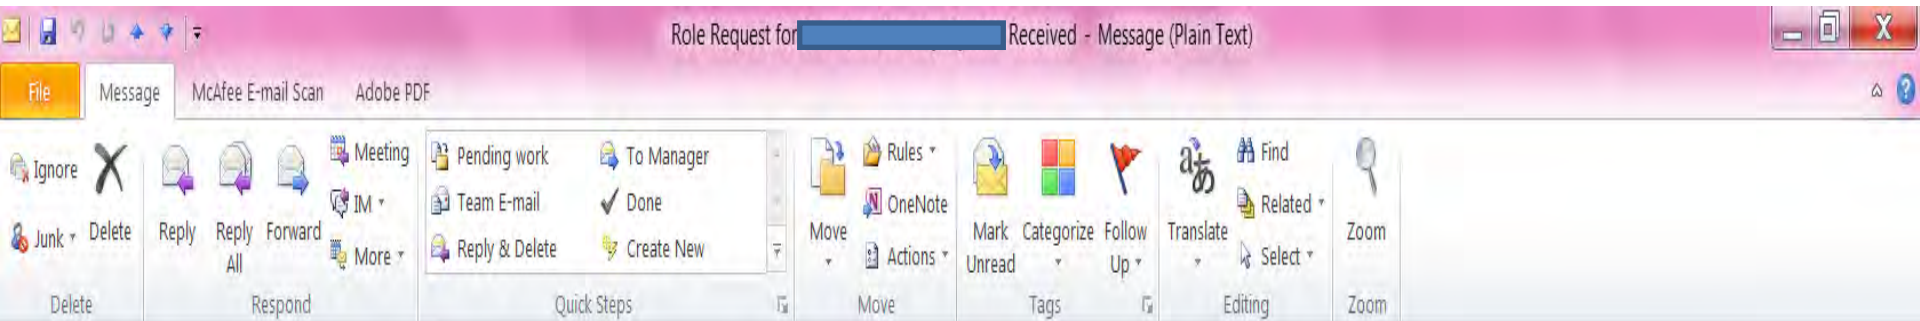 Role Request for Received - Message (Plain Text)
File Message McAfee E-mail Scan Adobe PDF
Ignore
Junk
Delete
Delete
Reply
Reply All
Forward
Meeting
IM
More
Respond
Pending work
Team E-mail
Reply & Delete
To Manager
Done
Create New
Quick Steps
Move
Rules
OneNote
Actions
Move
Mark Unread
Categorize
Follow Up
Tags
aあ
Translate
Find
Related
Select
Editing
Zoom
Zoom